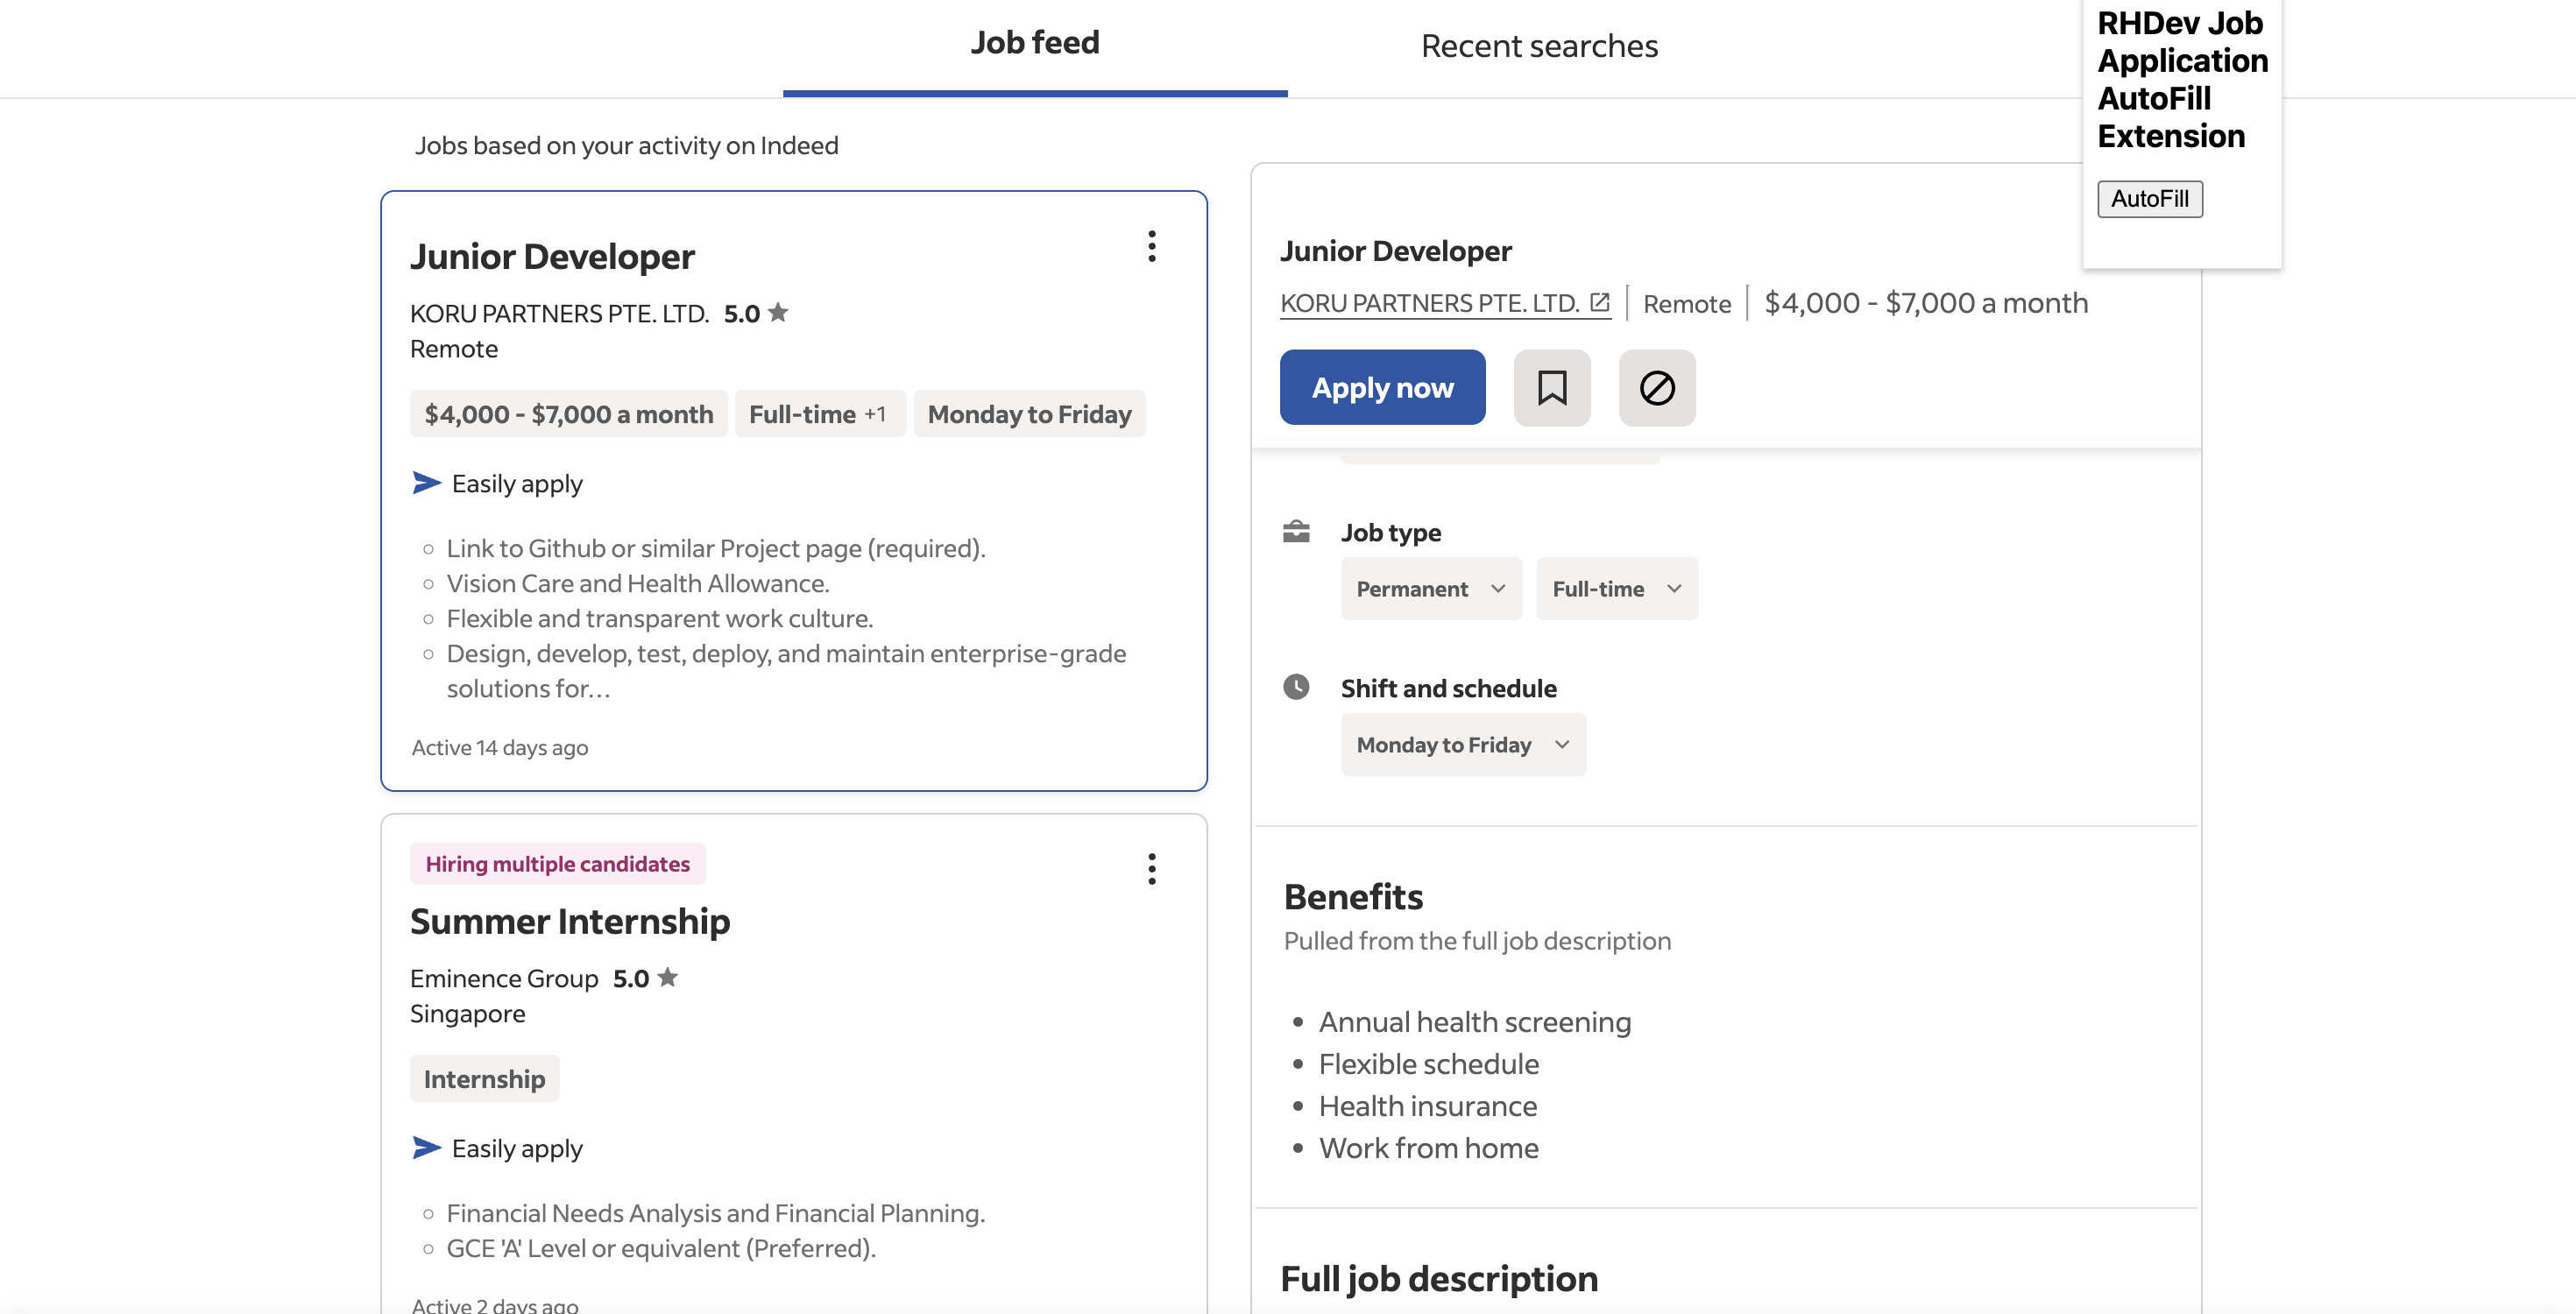 Job feed
Recent searches
RHDev Job
Application
AutoFill
Extension
AutoFill
Jobs based on your activity on Indeed
Junior Developer
KORU PARTNERS PTE. LTD. 5.0
Remote
$4,000 - $7,000 a month
Full-time +1
Monday to Friday
Easily apply
Link to Github or similar Project page (required).
Vision Care and Health Allowance.
Flexible and transparent work culture.
Design, develop, test, deploy, and maintain enterprise-grade
solutions for…
Active 14 days ago
Hiring multiple candidates
Summer Internship
Eminence Group 5.0
Singapore
Internship
Easily apply
Financial Needs Analysis and Financial Planning.
GCE 'A' Level or equivalent (Preferred).
Active 2 days ago
Junior Developer
KORU PARTNERS PTE. LTD.
Remote
$4,000 - $7,000 a month
Apply now
Job type
Permanent
Full-time
Shift and schedule
Monday to Friday
Benefits
Pulled from the full job description
Annual health screening
Flexible schedule
Health insurance
Work from home
Full job description